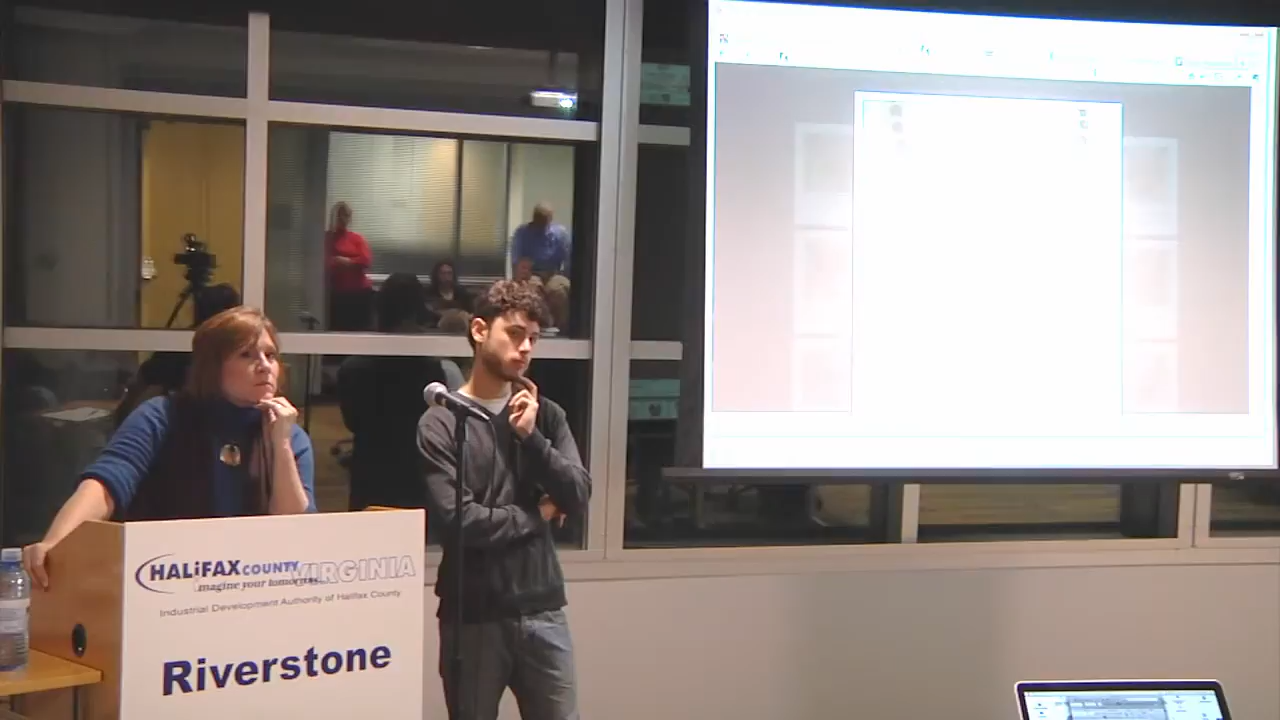 HALiFAX COUNTY VIRGINIA
imagine your tomorrow
Industrial Development Authority of Halifax County
Riverstone